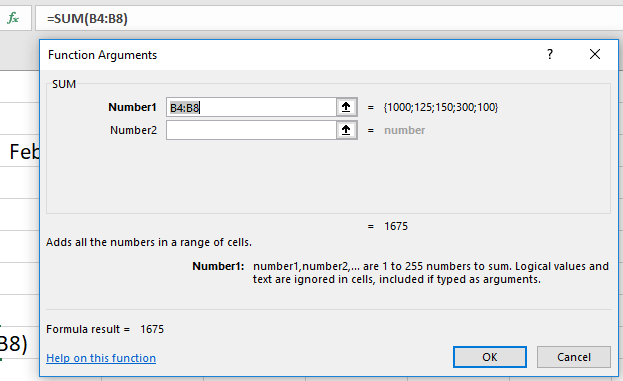 fx =SUM(B4:B8)
Function Arguments ? ×
SUM
Number1 B4:B8 = {1000;125;150;300;100}
Number2 = number
Feb
= 1675
Adds all the numbers in a range of cells.
Number1: number1,number2,... are 1 to 255 numbers to sum. Logical values and
text are ignored in cells, included if typed as arguments.
Formula result = 1675
B8)
Help on this function OK Cancel